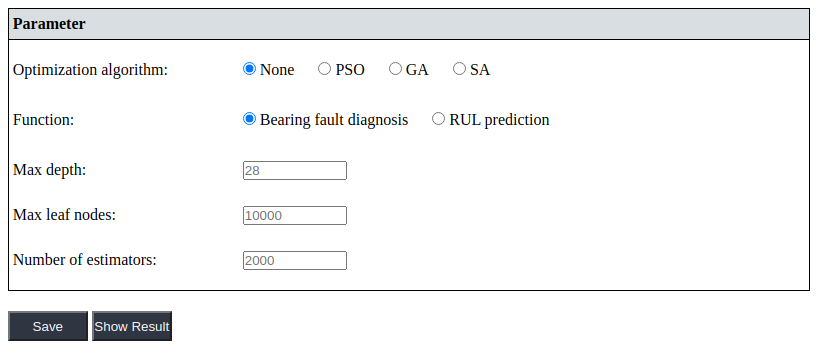 Parameter
Optimization algorithm: None PSO GA SA
Function: Bearing fault diagnosis RUL prediction
Max depth: 28
Max leaf nodes: 10000
Number of estimators: 2000
Save Show Result